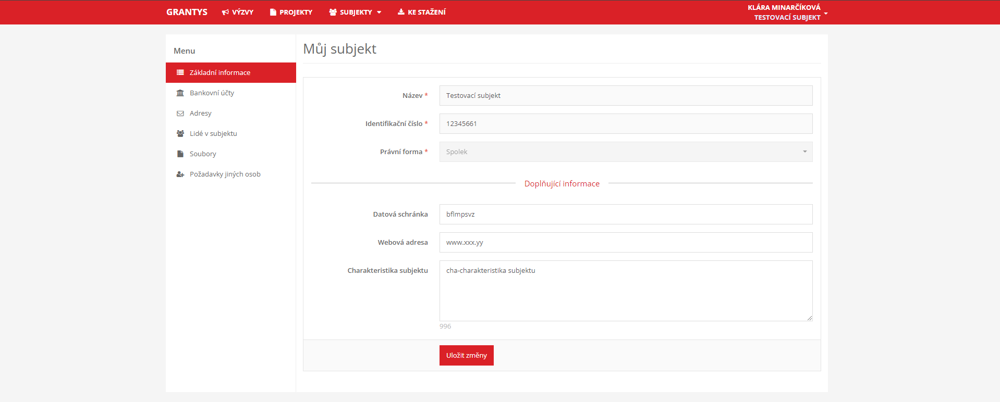 GRANTYS VÝZVY PROJEKTY SUBJEKTY KE STAŽENÍ
KLÁRA MINARČÍKOVÁ
TESTOVACÍ SUBJEKT
Menu
Základní informace
Bankovní účty
Adresy
Lidé v subjektu
Soubory
Požadavky jiných osob
Můj subjekt
Název * Testovací subjekt
Identifikační číslo * 12345661
Právní forma * Spolek
Doplňující informace
Datová schránka bflmpsvz
Webová adresa www.xxx.yy
Charakteristika subjektu cha-charakteristika subjektu
996
Uložit změny